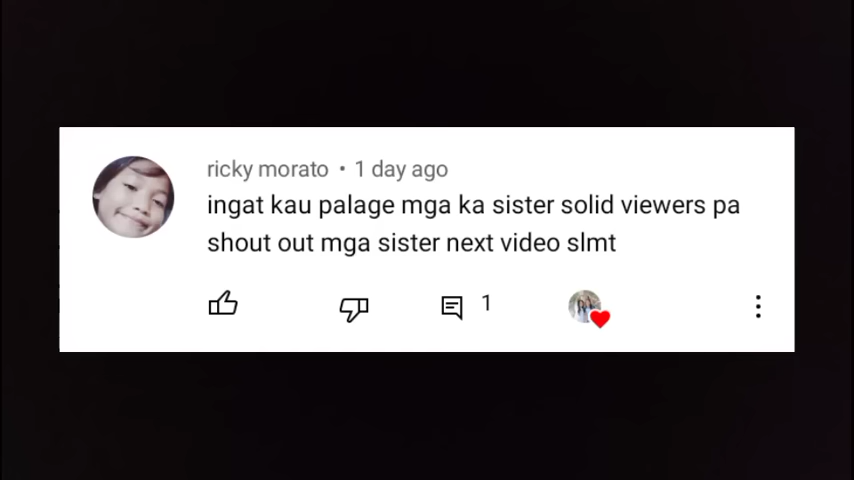 ricky morato • 1 day ago
ingat kau palage mga ka sister solid viewers pa
shout out mga sister next video slmt
1